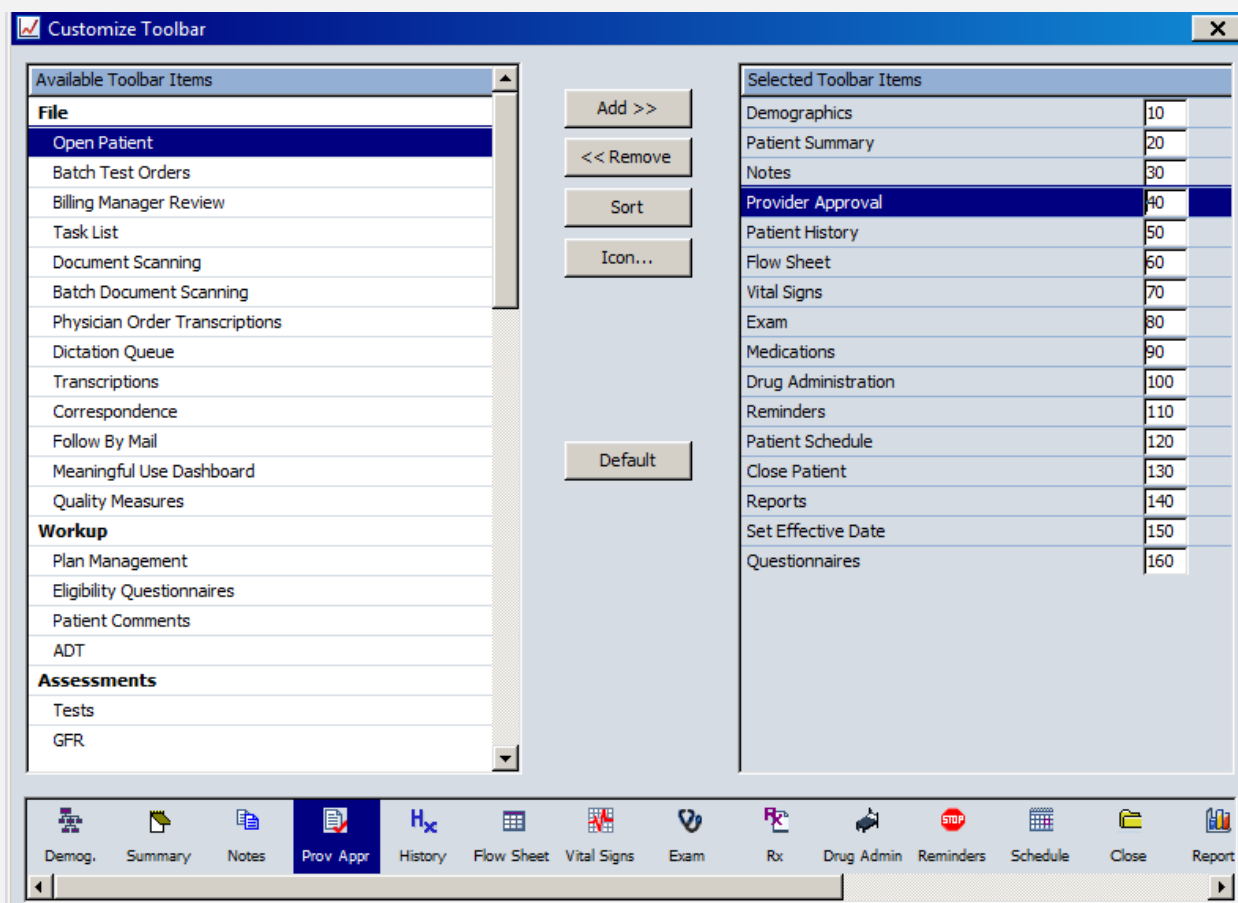 Customize Toolbar
Available Toolbar Items
File
Open Patient
Batch Test Orders
Billing Manager Review
Task List
Document Scanning
Batch Document Scanning
Physician Order Transcriptions
Dictation Queue
Transcriptions
Correspondence
Follow By Mail
Meaningful Use Dashboard
Quality Measures
Workup
Plan Management
Eligibility Questionnaires
Patient Comments
ADT
Assessments
Tests
GFR
Add >>
<< Remove
Sort
Icon...
Default
Selected Toolbar Items
Demographics 10
Patient Summary 20
Notes 30
Provider Approval 40
Patient History 50
Flow Sheet 60
Vital Signs 70
Exam 80
Medications 90
Drug Administration 100
Reminders 110
Patient Schedule 120
Close Patient 130
Reports 140
Set Effective Date 150
Questionnaires 160
Hx Rx STOP
Demog. Summary Notes Prov Appr History Flow Sheet Vital Signs Exam Rx Drug Admin Reminders Schedule Close Report